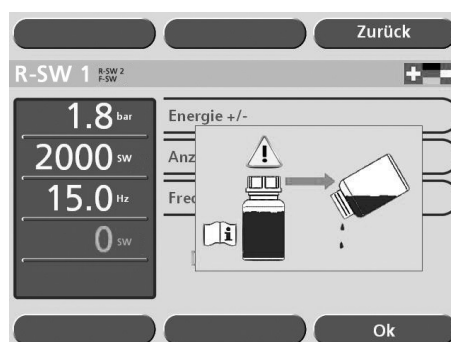 Zurück
R-SW 1 R-SW 2
F-SW
1.8 bar
Energie +/-
2000 sw
Anz
15.0 Hz
Freq
0 sw
Ok